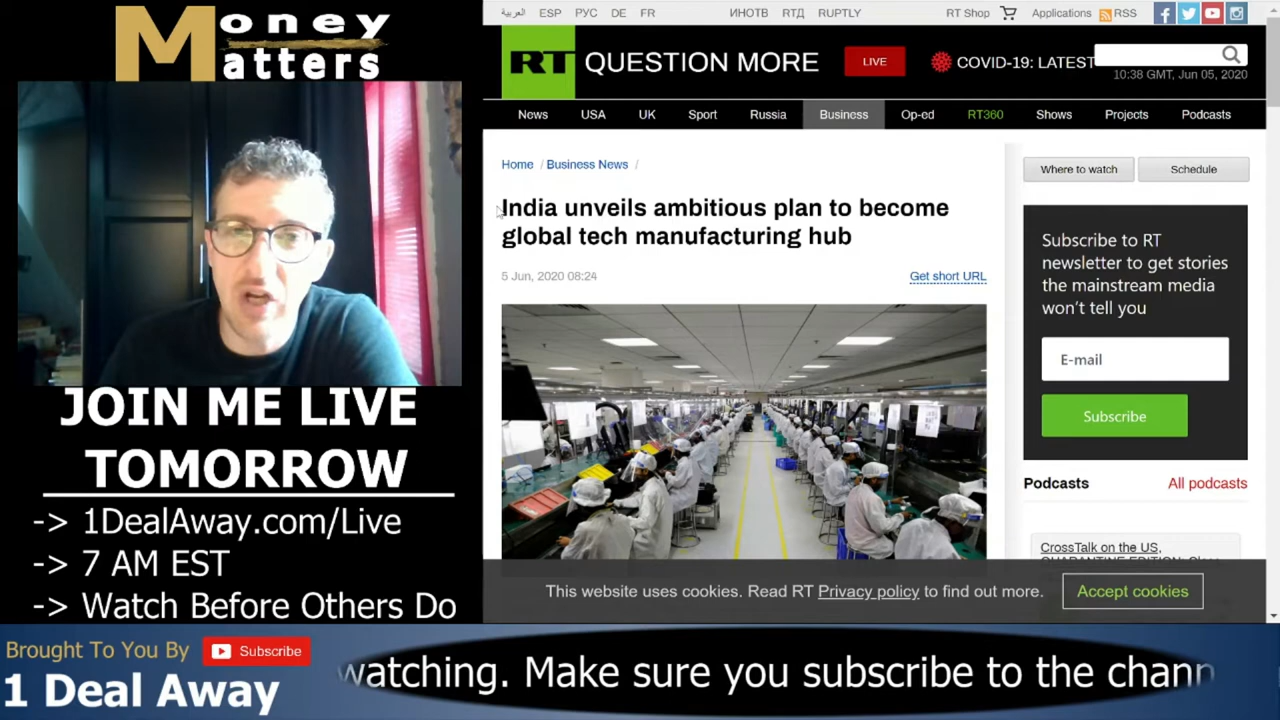 Money
Matters
JOIN ME LIVE
TOMORROW
-> 1DealAway.com/Live
-> 7 AM EST
-> Watch Before Others Do
العربية ESP РУС DE FR ИНОТВ РТД RUPTLY RT Shop Applications RSS
RT QUESTION MORE LIVE COVID-19: LATEST
10:38 GMT, Jun 05, 2020
News USA UK Sport Russia Business Op-ed RT360 Shows Projects Podcasts
Home / Business News /
India unveils ambitious plan to become
global tech manufacturing hub
5 Jun, 2020 08:24 Get short URL
Where to watch Schedule
Subscribe to RT
newsletter to get stories
the mainstream media
won't tell you
E-mail
Subscribe
Podcasts All podcasts
CrossTalk on the US,
QUARANTINE EDITION:
This website uses cookies. Read RT Privacy policy to find out more. Accept cookies
Brought To You By Subscribe
1 Deal Away
watching. Make sure you subscribe to the chann